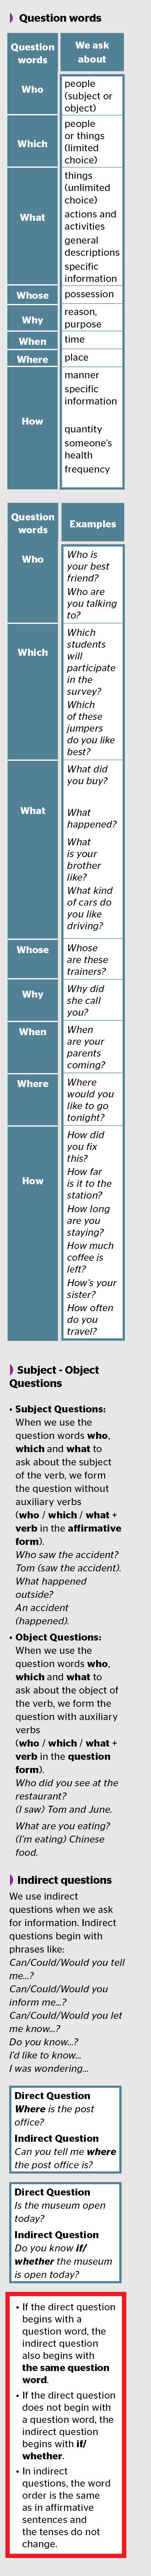 Question words
Question
words
We ask
about
Who
people
(subject or
object)
Which
people
or things
(limited
choice)
What
things
(unlimited
choice)
actions and
activities
general
descriptions
specific
information
Whose
possession
Why
reason,
purpose
When
time
Where
place
How
manner
specific
information
quantity
someone's
health
frequency
Question
words
Examples
Who
Who is
your best
friend?
Who are
you talking
to?
Which
Which
students
will
participate
in the
survey?
Which
of these
jumpers
do you like
best?
What
What did
you buy?
What
happened?
What
is your
brother
like?
What kind
of cars do
you like
driving?
Whose
Whose
are these
trainers?
Why
Why did
she call
you?
When
When
are your
parents
coming?
Where
Where
would you
like to go
tonight?
How
How did
you fix
this?
How far
is it to the
station?
How long
are you
staying?
How much
coffee is
left?
How's your
sister?
How often
do you
travel?
Subject - Object
Questions
• Subject Questions:
When we use the
question words who,
which and what to
ask about the subject
of the verb, we form
the question without
auxiliary verbs
(who / which / what +
verb in the affirmative
form).
Who saw the accident?
Tom (saw the accident).
What happened
outside?
An accident
(happened).
• Object Questions:
When we use the
question words who,
which and what to
ask about the object of
the verb, we form the
question with auxiliary
verbs
(who / which / what +
verb in the question
form).
Who did you see at the
restaurant?
(I saw) Tom and June.
What are you eating?
(I'm eating) Chinese
food.
Indirect questions
We use indirect
questions when we ask
for information. Indirect
questions begin with
phrases like:
Can/Could/Would you tell
me...?
Can/Could/Would you
inform me...?
Can/Could/Would you let
me know...?
Do you know...?
I'd like to know...
I was wondering...
Direct Question
Where is the post
office?
Indirect Question
Can you tell me where
the post office is?
Direct Question
Is the museum open
today?
Indirect Question
Do you know if/
whether the museum
is open today?
• If the direct question
begins with a
question word, the
indirect question
also begins with
the same question
word.
• If the direct question
does not begin with
a question word, the
indirect question
begins with if/
whether.
• In indirect
questions, the word
order is the same
as in affirmative
sentences and
the tenses do not
change.